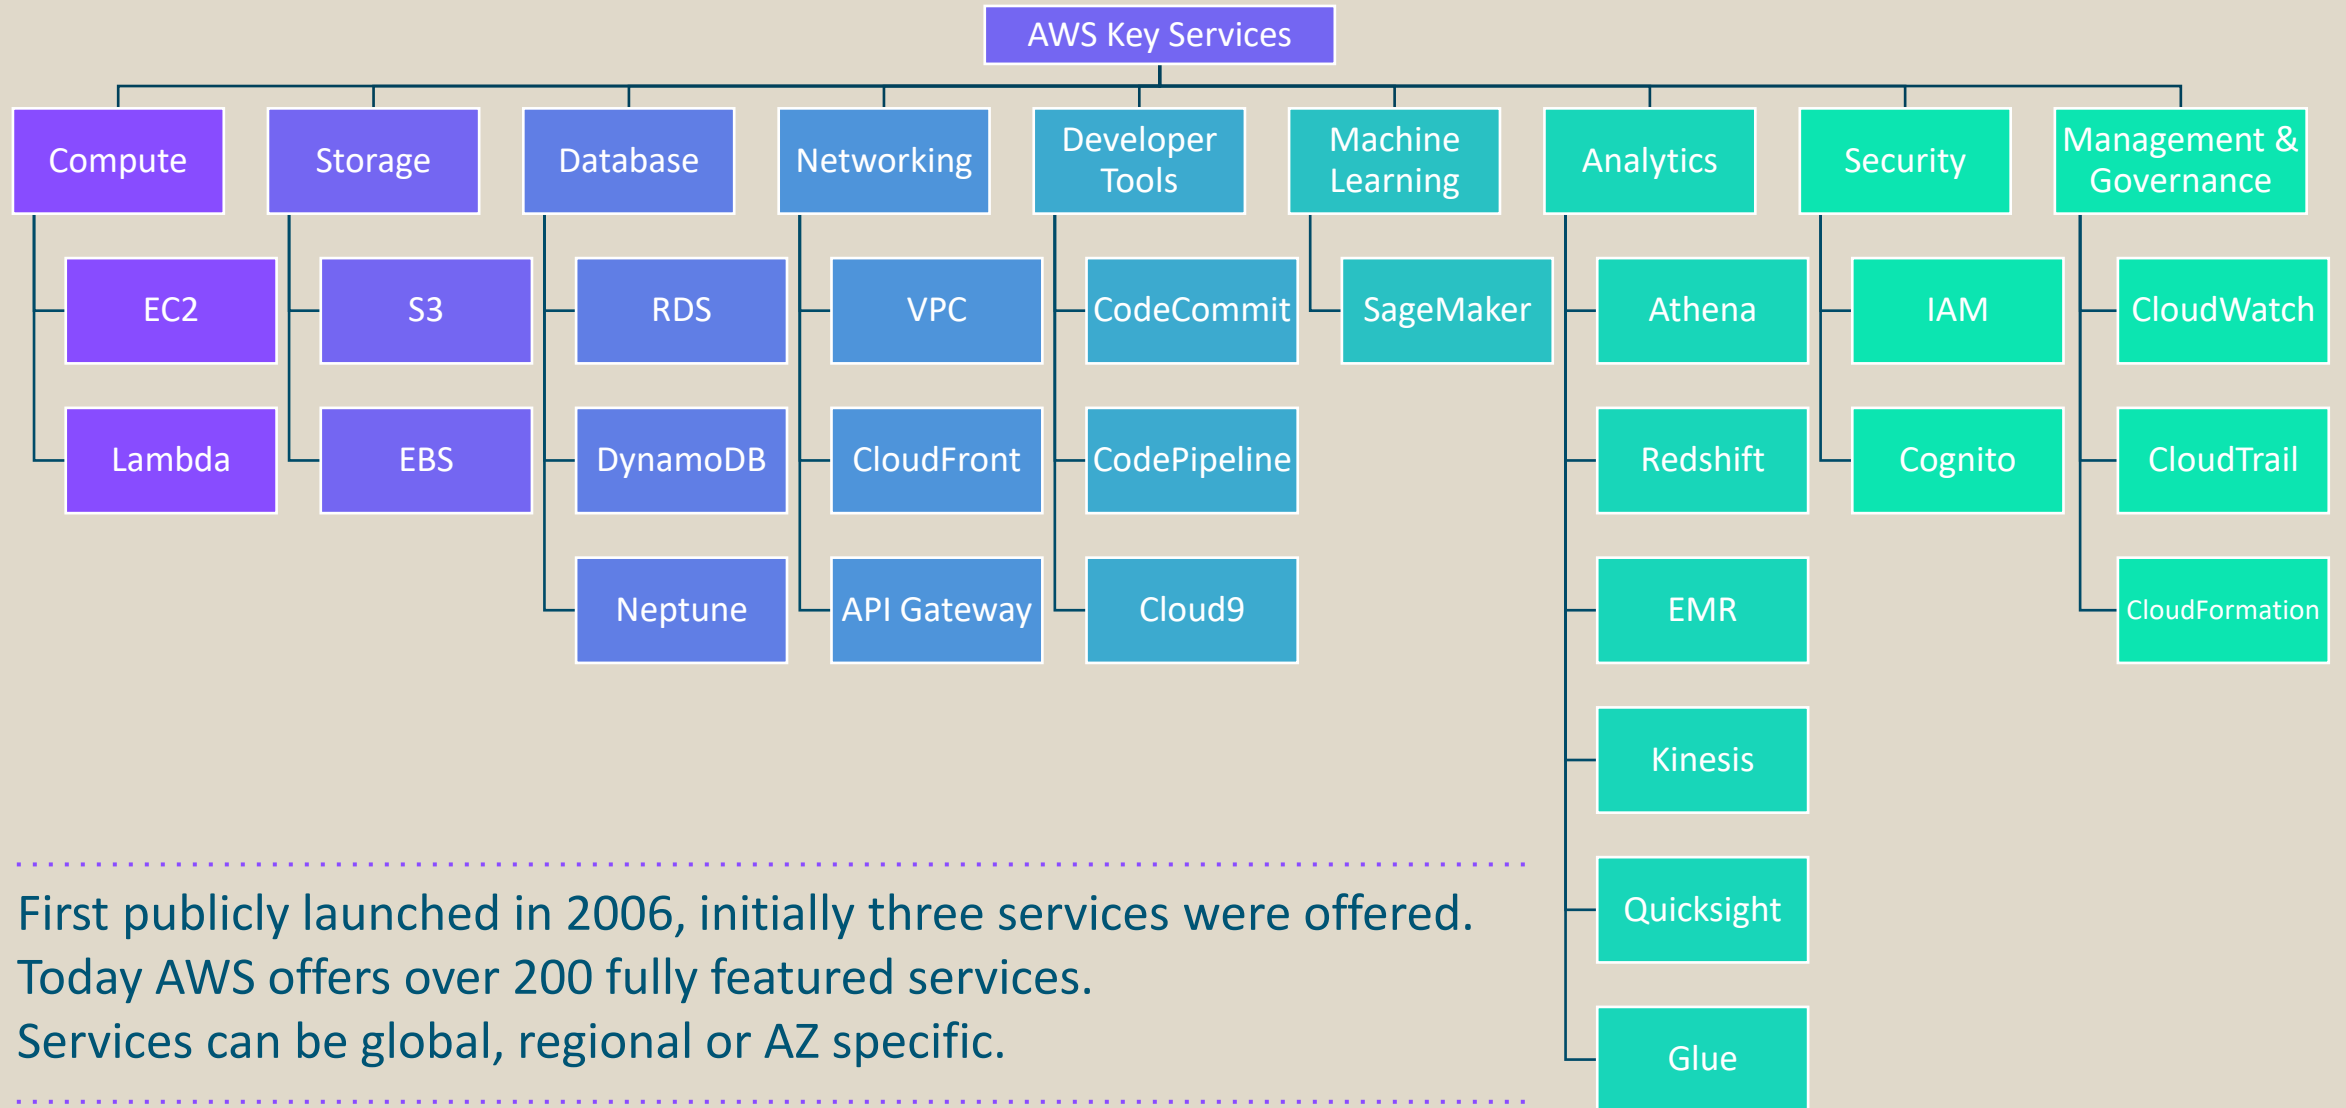 AWS Key Services
Compute
Storage
Database
Networking
Developer
Tools
Machine
Learning
Analytics
Security
Management &
Governance
EC2
S3
RDS
VPC
CodeCommit
SageMaker
Athena
IAM
CloudWatch
Lambda
EBS
DynamoDB
CloudFront
CodePipeline
Redshift
Cognito
CloudTrail
Neptune
API Gateway
Cloud9
EMR
CloudFormation
Kinesis
Quicksight
Glue
First publicly launched in 2006, initially three services were offered.
Today AWS offers over 200 fully featured services.
Services can be global, regional or AZ specific.